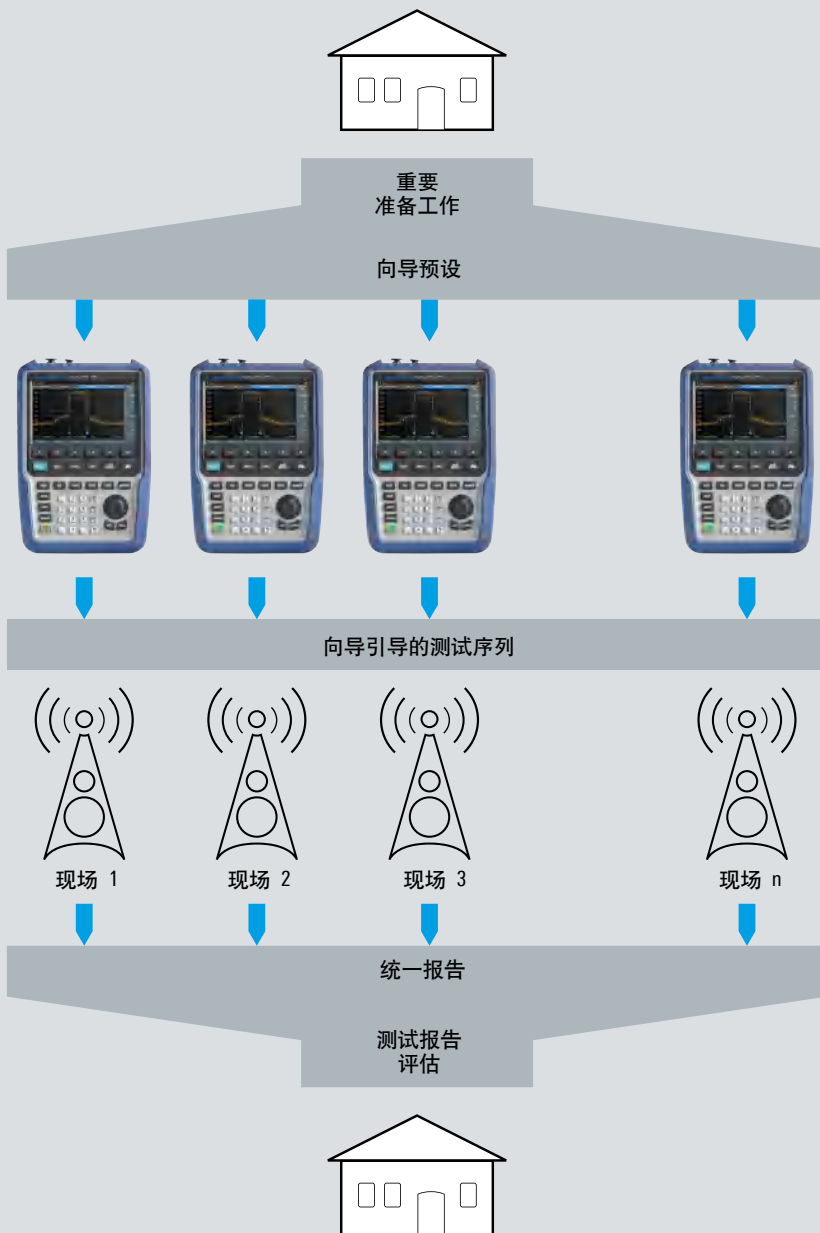 重要
准备工作
向导预设
向导引导的测试序列
现场 1
现场 2
现场 3
现场 n
统一报告
测试报告
评估